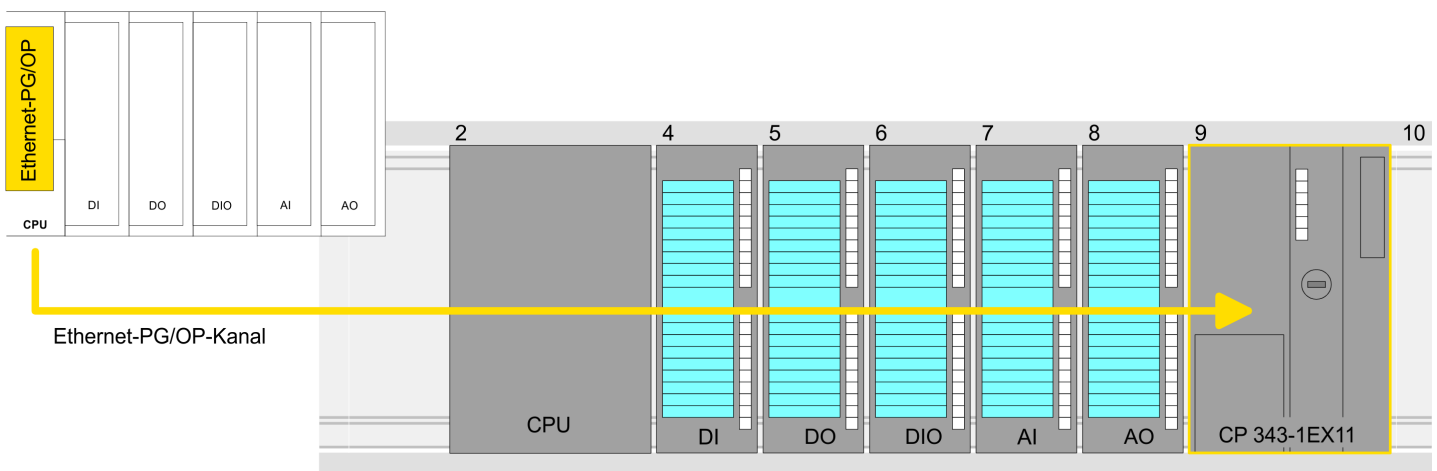 Ethernet-PG/OP
CPU
DI
DO
DIO
AI
AO
Ethernet-PG/OP-Kanal
2
4
5
6
7
8
9
10
CPU
DI
DO
DIO
AI
AO
CP 343-1EX11